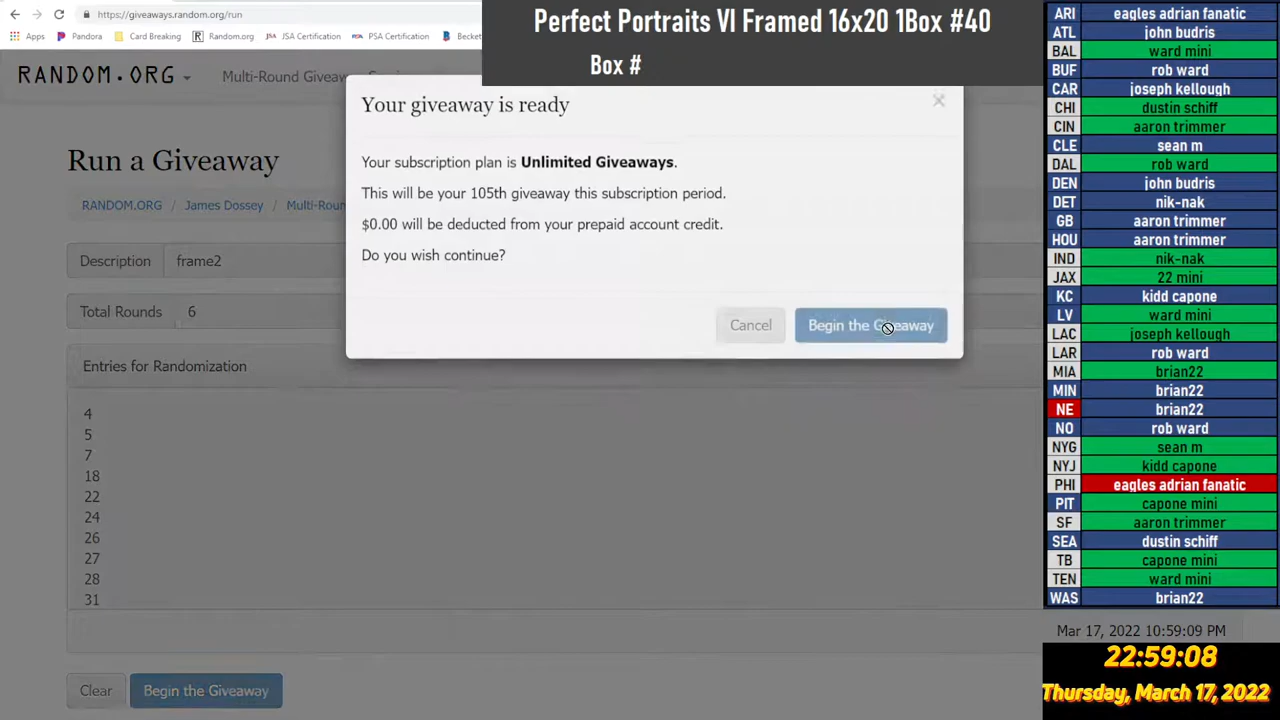 https://giveaways.random.org/run
Perfect Portraits VI Framed 16x20 1Box #40
Box #
Apps
Pandora
Card Breaking
Random.org
JSA Certification
PSA Certification
Becket
RANDOM.ORG
Multi-Round Giveaw
Your giveaway is ready
×
Your subscription plan is Unlimited Giveaways.
This will be your 105th giveaway this subscription period.
$0.00 will be deducted from your prepaid account credit.
Do you wish continue?
Cancel
Begin the Giveaway
Run a Giveaway
RANDOM.ORG / James Dossey / Multi-Roun
Description frame2
Total Rounds 6
Entries for Randomization
4
5
7
18
22
24
26
27
28
31
Clear
Begin the Giveaway
ARI eagles adrian fanatic
ATL john budris
BAL ward mini
BUF rob ward
CAR joseph kellough
CHI dustin schiff
CIN aaron trimmer
CLE sean m
DAL rob ward
DEN john budris
DET nik-nak
GB aaron trimmer
HOU aaron trimmer
IND nik-nak
JAX 22 mini
KC kidd capone
LV ward mini
LAC joseph kellough
LAR rob ward
MIA brian22
MIN brian22
NE brian22
NO rob ward
NYG sean m
NYJ kidd capone
PHI eagles adrian fanatic
PIT capone mini
SF aaron trimmer
SEA dustin schiff
TB capone mini
TEN ward mini
WAS brian22
Mar 17, 2022 10:59:09 PM
22:59:08
Thursday, March 17, 2022